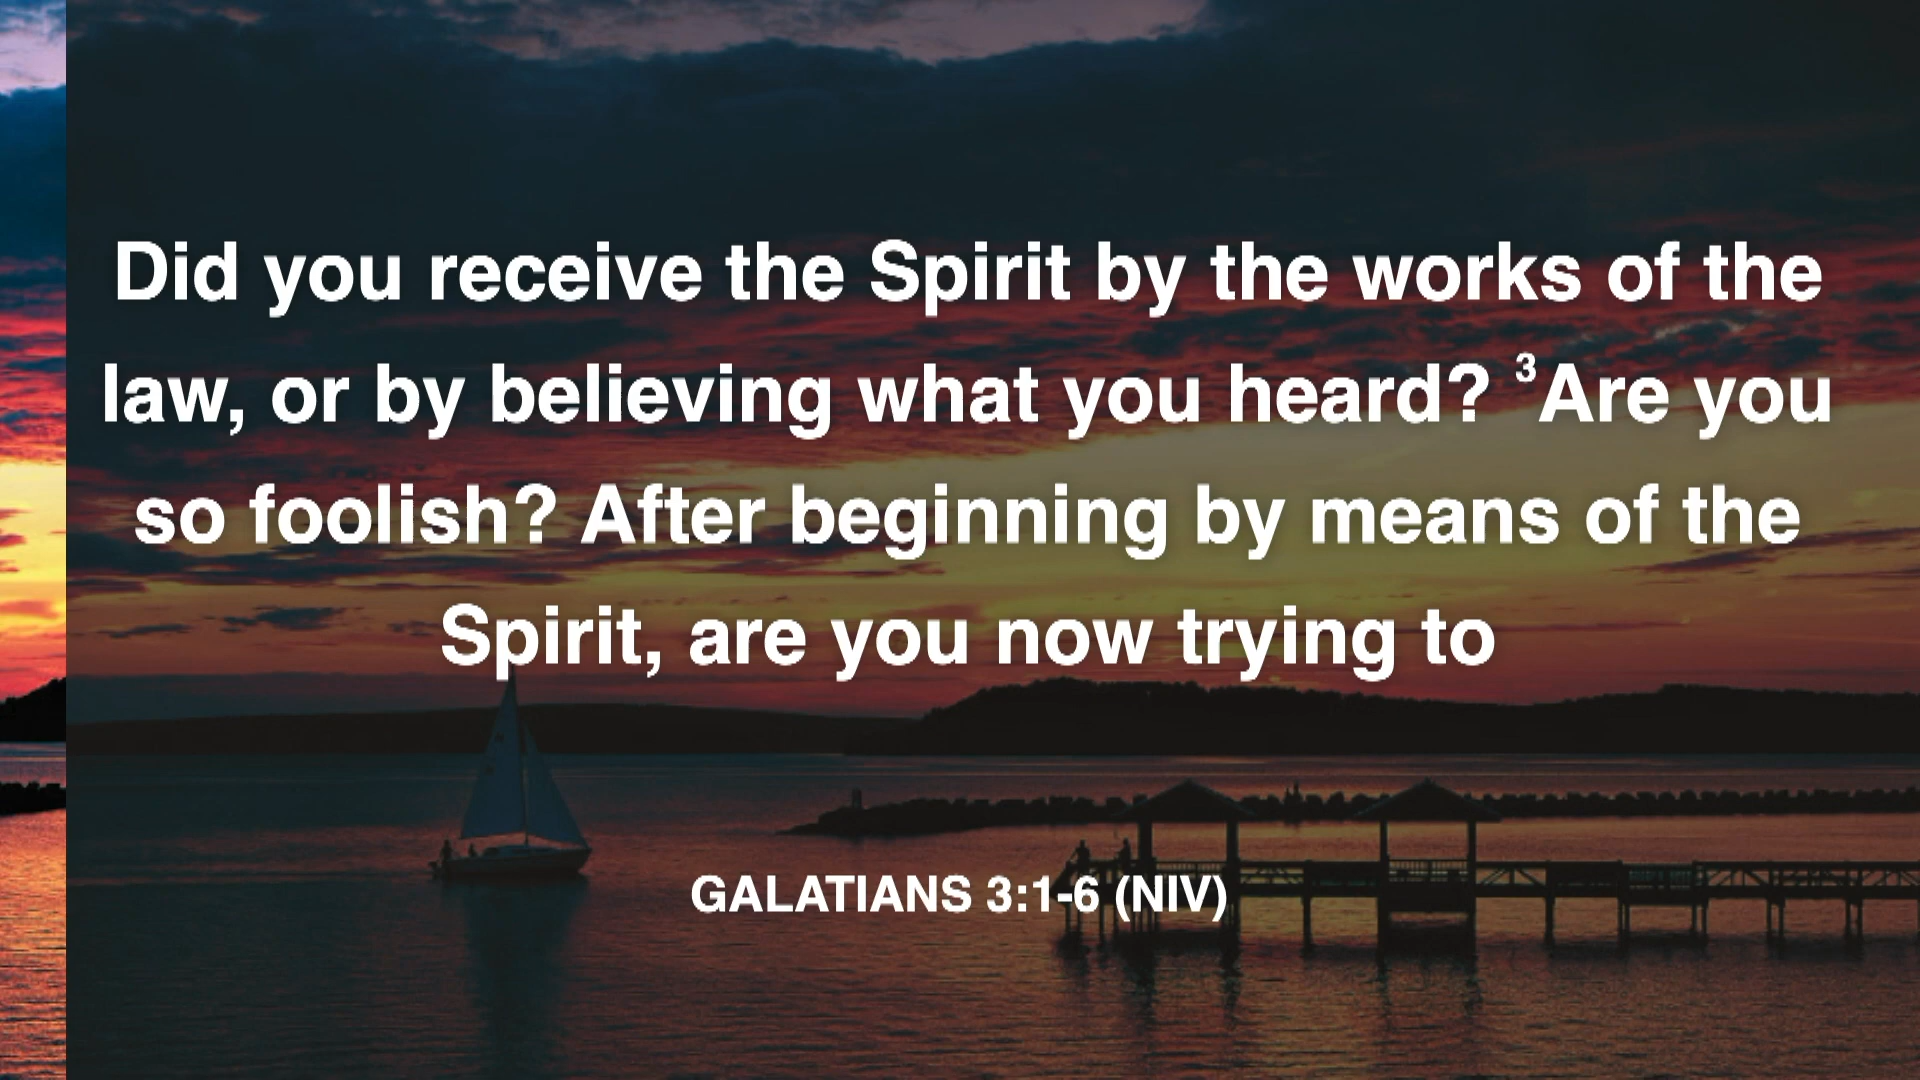 Did you receive the Spirit by the works of the
law, or by believing what you heard? ³Are you
so foolish? After beginning by means of the
Spirit, are you now trying to
GALATIANS 3:1-6 (NIV)